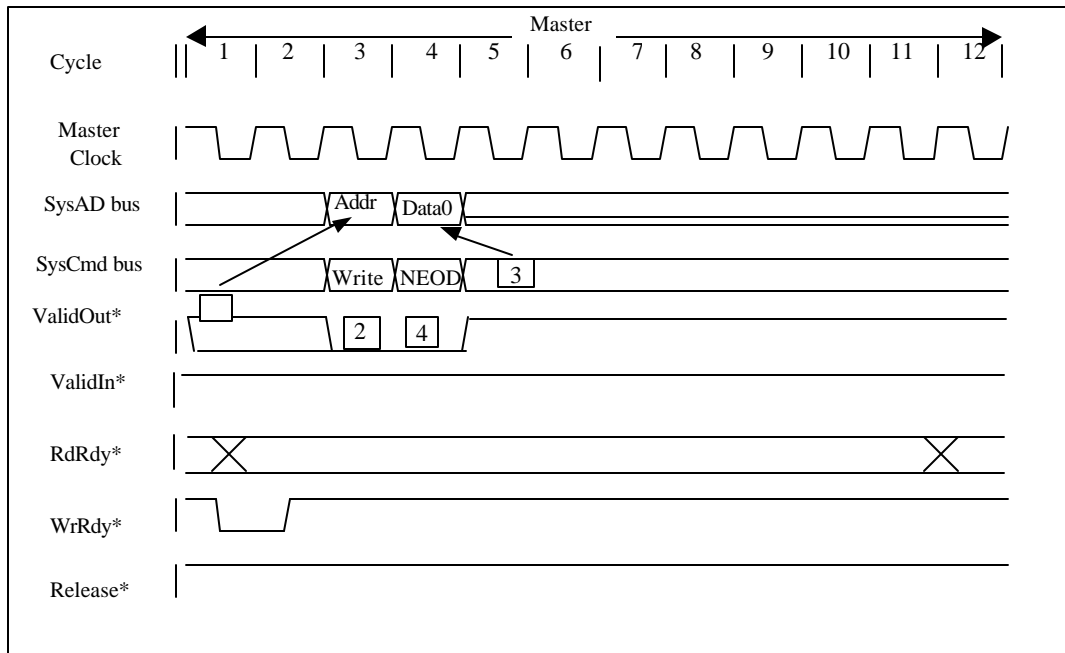 Master
Cycle 1 2 3 4 5 6 7 8 9 10 11 12
Master
Clock
SysAD bus Addr Data0
SysCmd bus Write NEOD 3
ValidOut* 2 4
ValidIn*
RdRdy*
WrRdy*
Release*